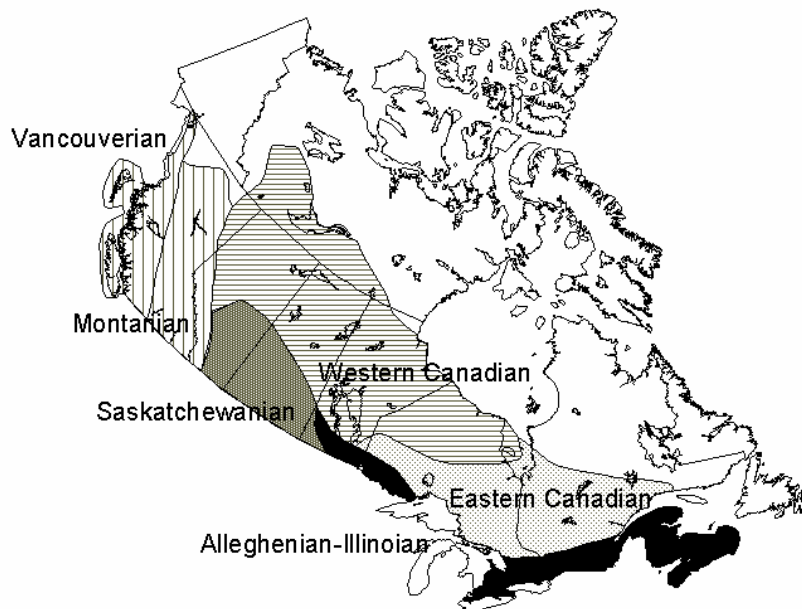 Vancouverian
Montanian
Western Canadian
Saskatchewanian
Eastern Canadian
Alleghenian-Illinoian